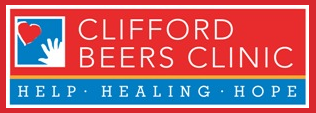 CLIFFORD
BEERS CLINIC
HELP · HEALING · HOPE